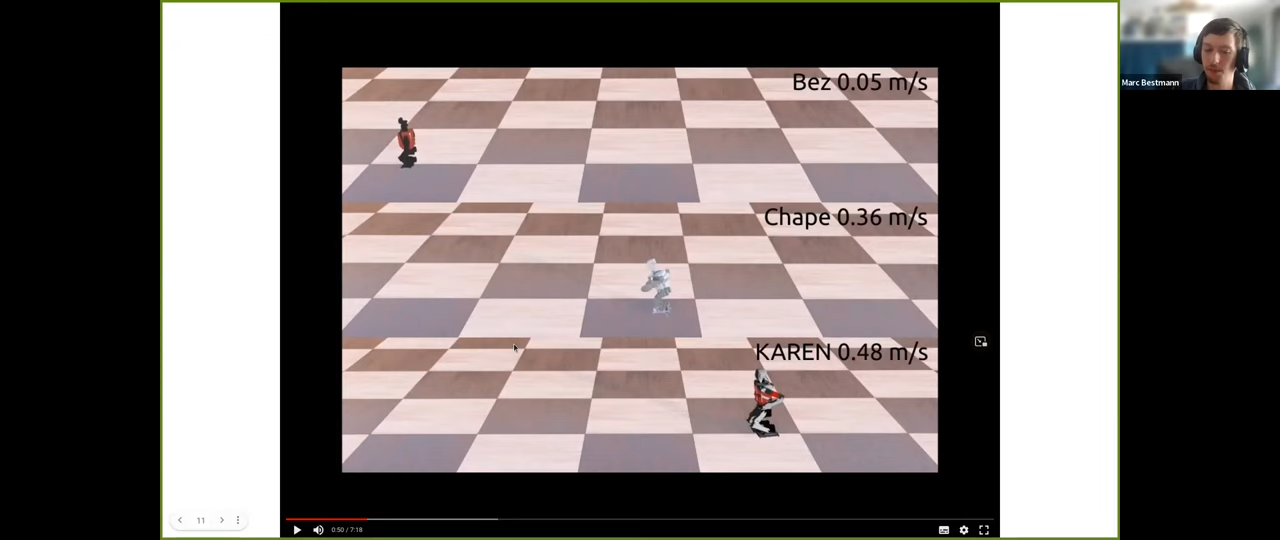 Bez 0.05 m/s
Marc Bestmann
Chape 0.36 m/s
KAREN 0.48 m/s
11
0:50 / 7:18